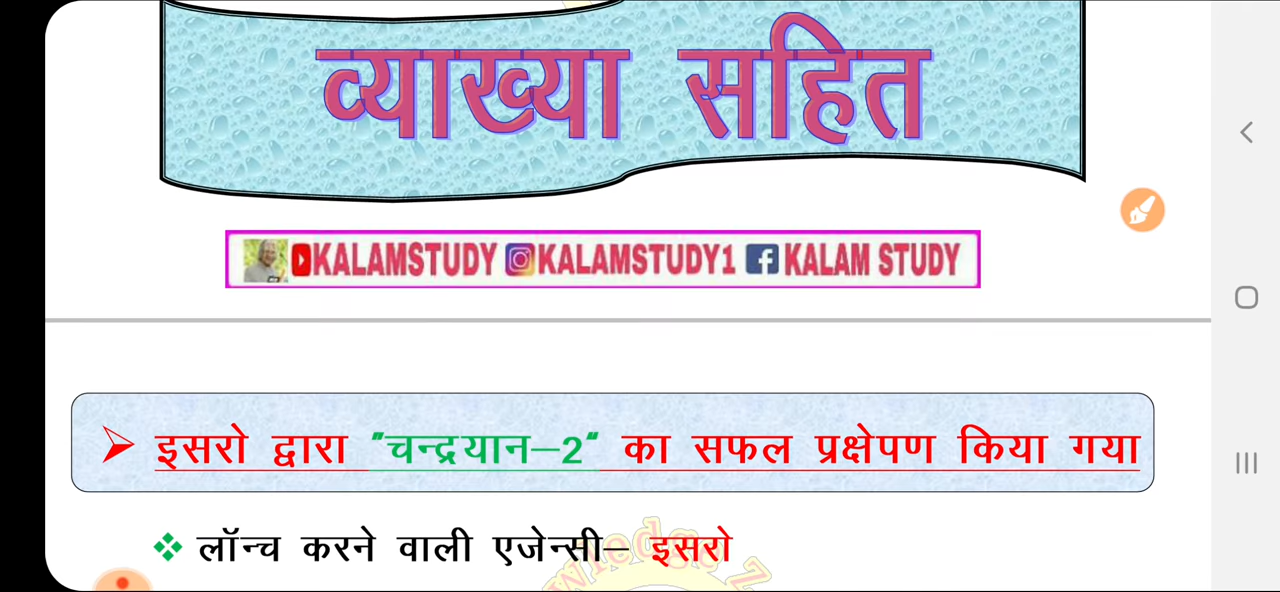 व्याख्या सहित
KALAMSTUDY KALAMSTUDY1 KALAM STUDY
इसरो द्वारा "चन्द्रयान–2" का सफल प्रक्षेपण किया गया
लॉन्च करने वाली एजेन्सी– इसरो